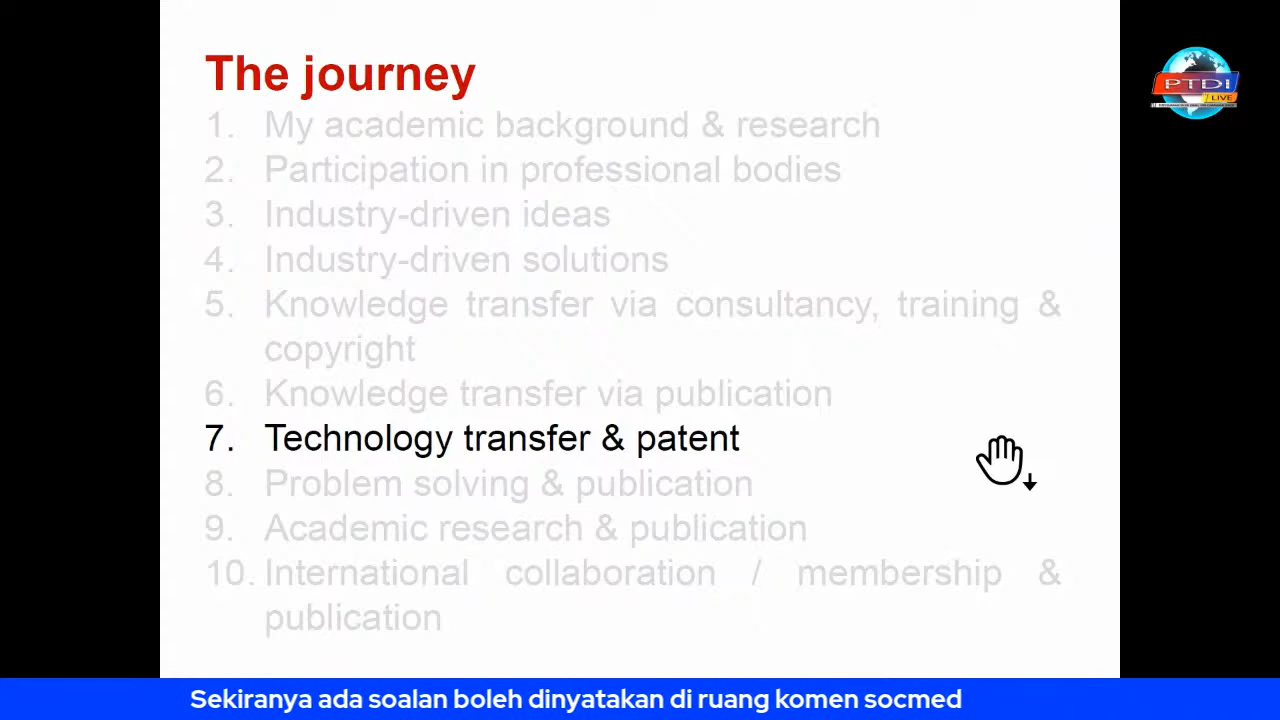 The journey
1. My academic background & research
2. Participation in professional bodies
3. Industry-driven ideas
4. Industry-driven solutions
5. Knowledge transfer via consultancy, training &
copyright
6. Knowledge transfer via publication
7. Technology transfer & patent
8. Problem solving & publication
9. Academic research & publication
10. International collaboration / membership &
publication
PTDI
LIVE
Sekiranya ada soalan boleh dinyatakan di ruang komen socmed